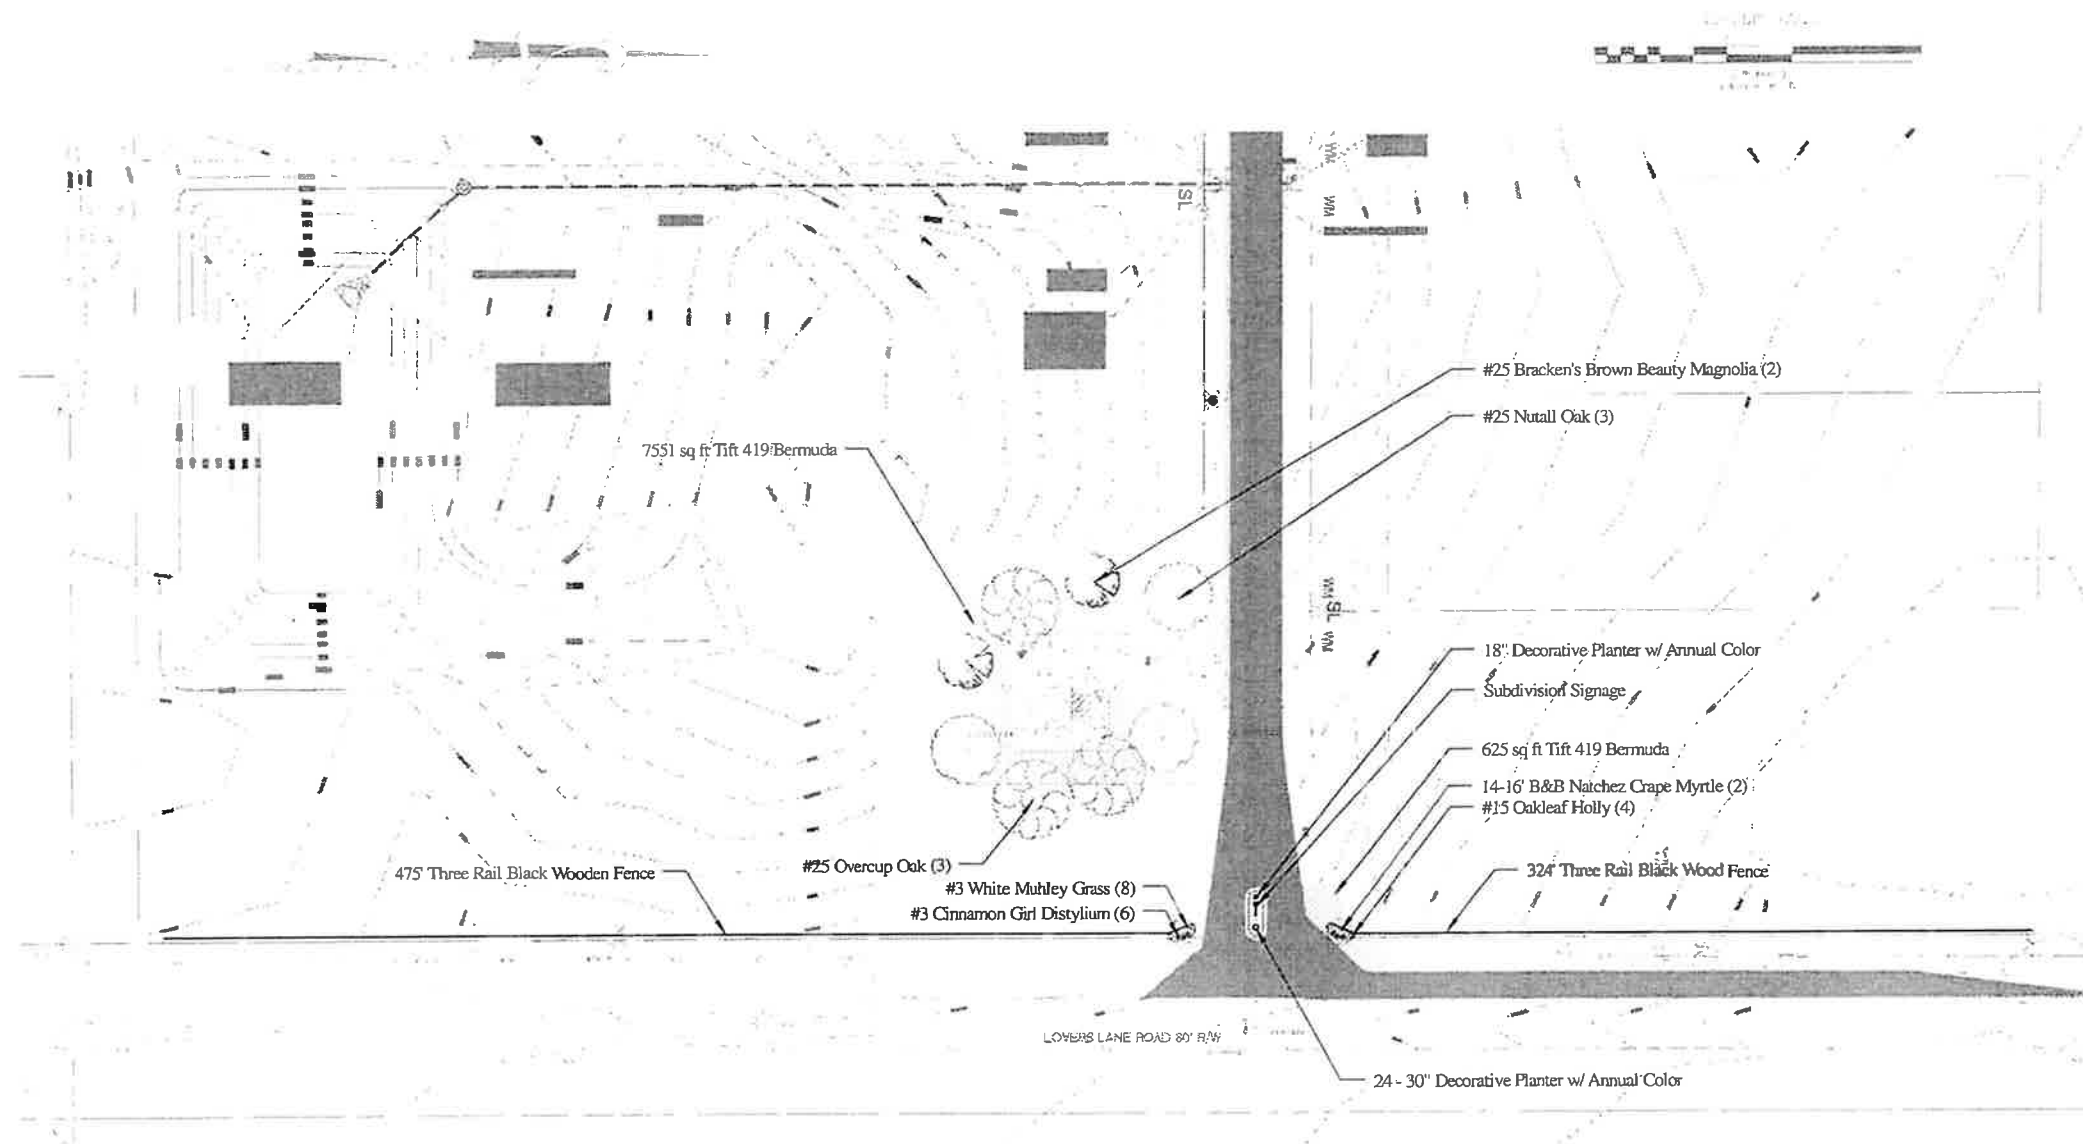 SL
WM
WM
#25 Bracken's Brown Beauty Magnolia (2)
#25 Nutall Oak (3)
7551 sq ft Tift 419 Bermuda
WM
SL
WM
18" Decorative Planter w/ Annual Color
Subdivision Signage
625 sq ft Tift 419 Bermuda
14-16' B&B Natchez Crape Myrtle (2)
#15 Oakleaf Holly (4)
#25 Overcup Oak (3)
475' Three Rail Black Wooden Fence
324' Three Rail Black Wood Fence
#3 White Muhley Grass (8)
#3 Cinnamon Girl Distylium (6)
LOVERS LANE ROAD 80' R/W
24 - 30" Decorative Planter w/ Annual Color